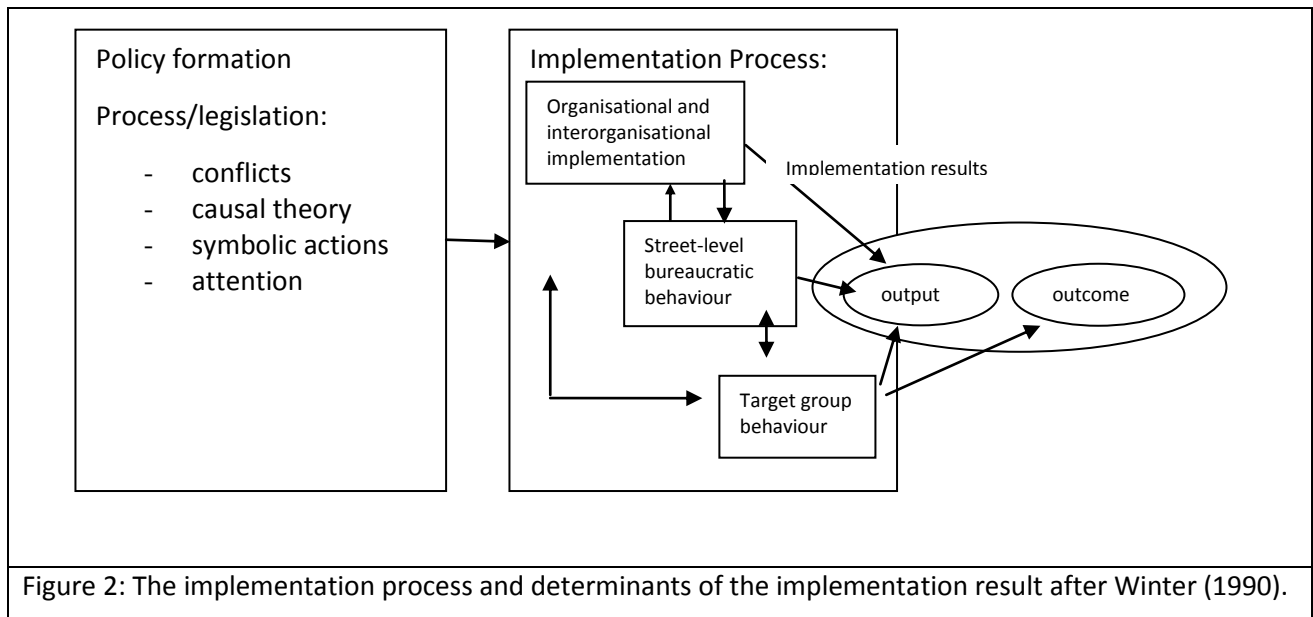 Policy formation
Process/legislation:
- conflicts
- causal theory
- symbolic actions
- attention
Implementation Process:
Organisational and
interorganisational
implementation
Implementation results
Street-level
bureaucratic
behaviour
output
outcome
Target group
behaviour
Figure 2: The implementation process and determinants of the implementation result after Winter (1990).